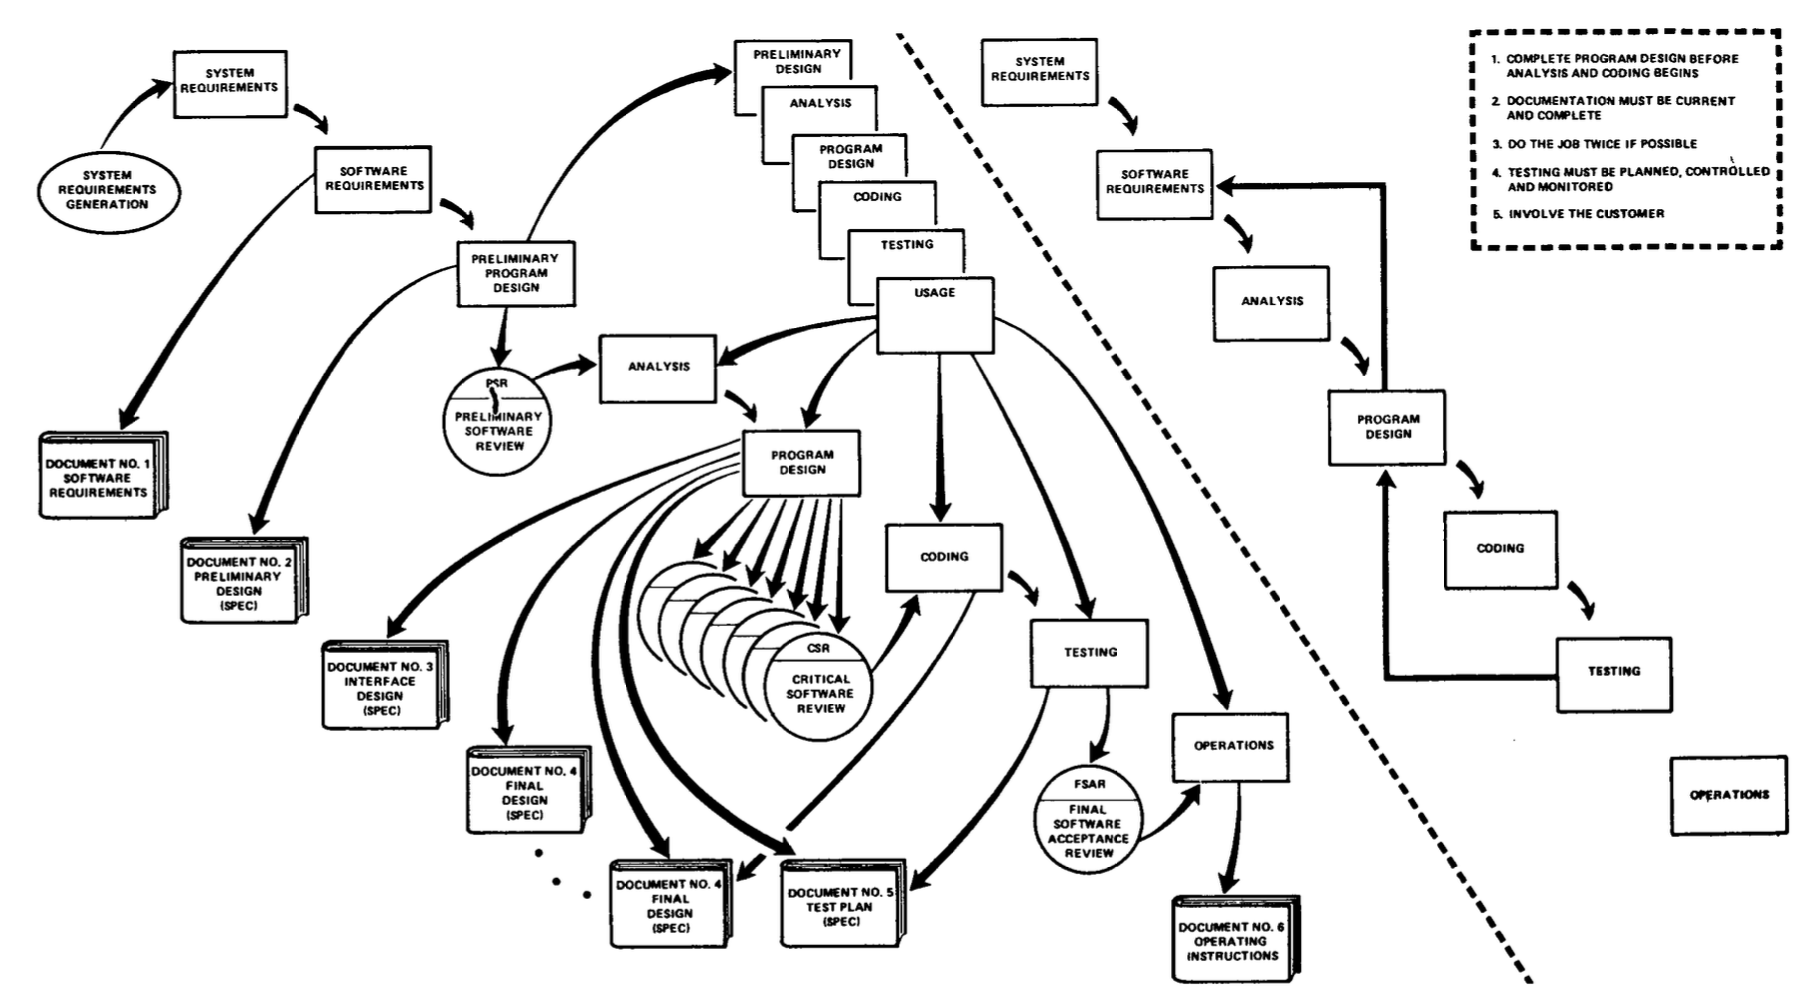 SYSTEM
REQUIREMENTS
SYSTEM
REQUIREMENTS
GENERATION
SOFTWARE
REQUIREMENTS
PRELIMINARY
PROGRAM
DESIGN
PRELIMINARY
DESIGN
ANALYSIS
PROGRAM
DESIGN
CODING
TESTING
USAGE
PSR
PRELIMINARY
SOFTWARE
REVIEW
ANALYSIS
PROGRAM
DESIGN
CODING
TESTING
OPERATIONS
CSR
CRITICAL
SOFTWARE
REVIEW
FSAR
FINAL
SOFTWARE
ACCEPTANCE
REVIEW
DOCUMENT NO. 1
SOFTWARE
REQUIREMENTS
DOCUMENT NO. 2
PRELIMINARY
DESIGN
(SPEC)
DOCUMENT NO. 3
INTERFACE
DESIGN
(SPEC)
DOCUMENT NO. 4
FINAL
DESIGN
(SPEC)
DOCUMENT NO. 4
FINAL
DESIGN
(SPEC)
DOCUMENT NO. 5
TEST PLAN
(SPEC)
DOCUMENT NO. 6
OPERATING
INSTRUCTIONS
SYSTEM
REQUIREMENTS
SOFTWARE
REQUIREMENTS
ANALYSIS
PROGRAM
DESIGN
CODING
TESTING
OPERATIONS
1. COMPLETE PROGRAM DESIGN BEFORE
ANALYSIS AND CODING BEGINS
2. DOCUMENTATION MUST BE CURRENT
AND COMPLETE
3. DO THE JOB TWICE IF POSSIBLE
4. TESTING MUST BE PLANNED, CONTROLLED
AND MONITORED
5. INVOLVE THE CUSTOMER